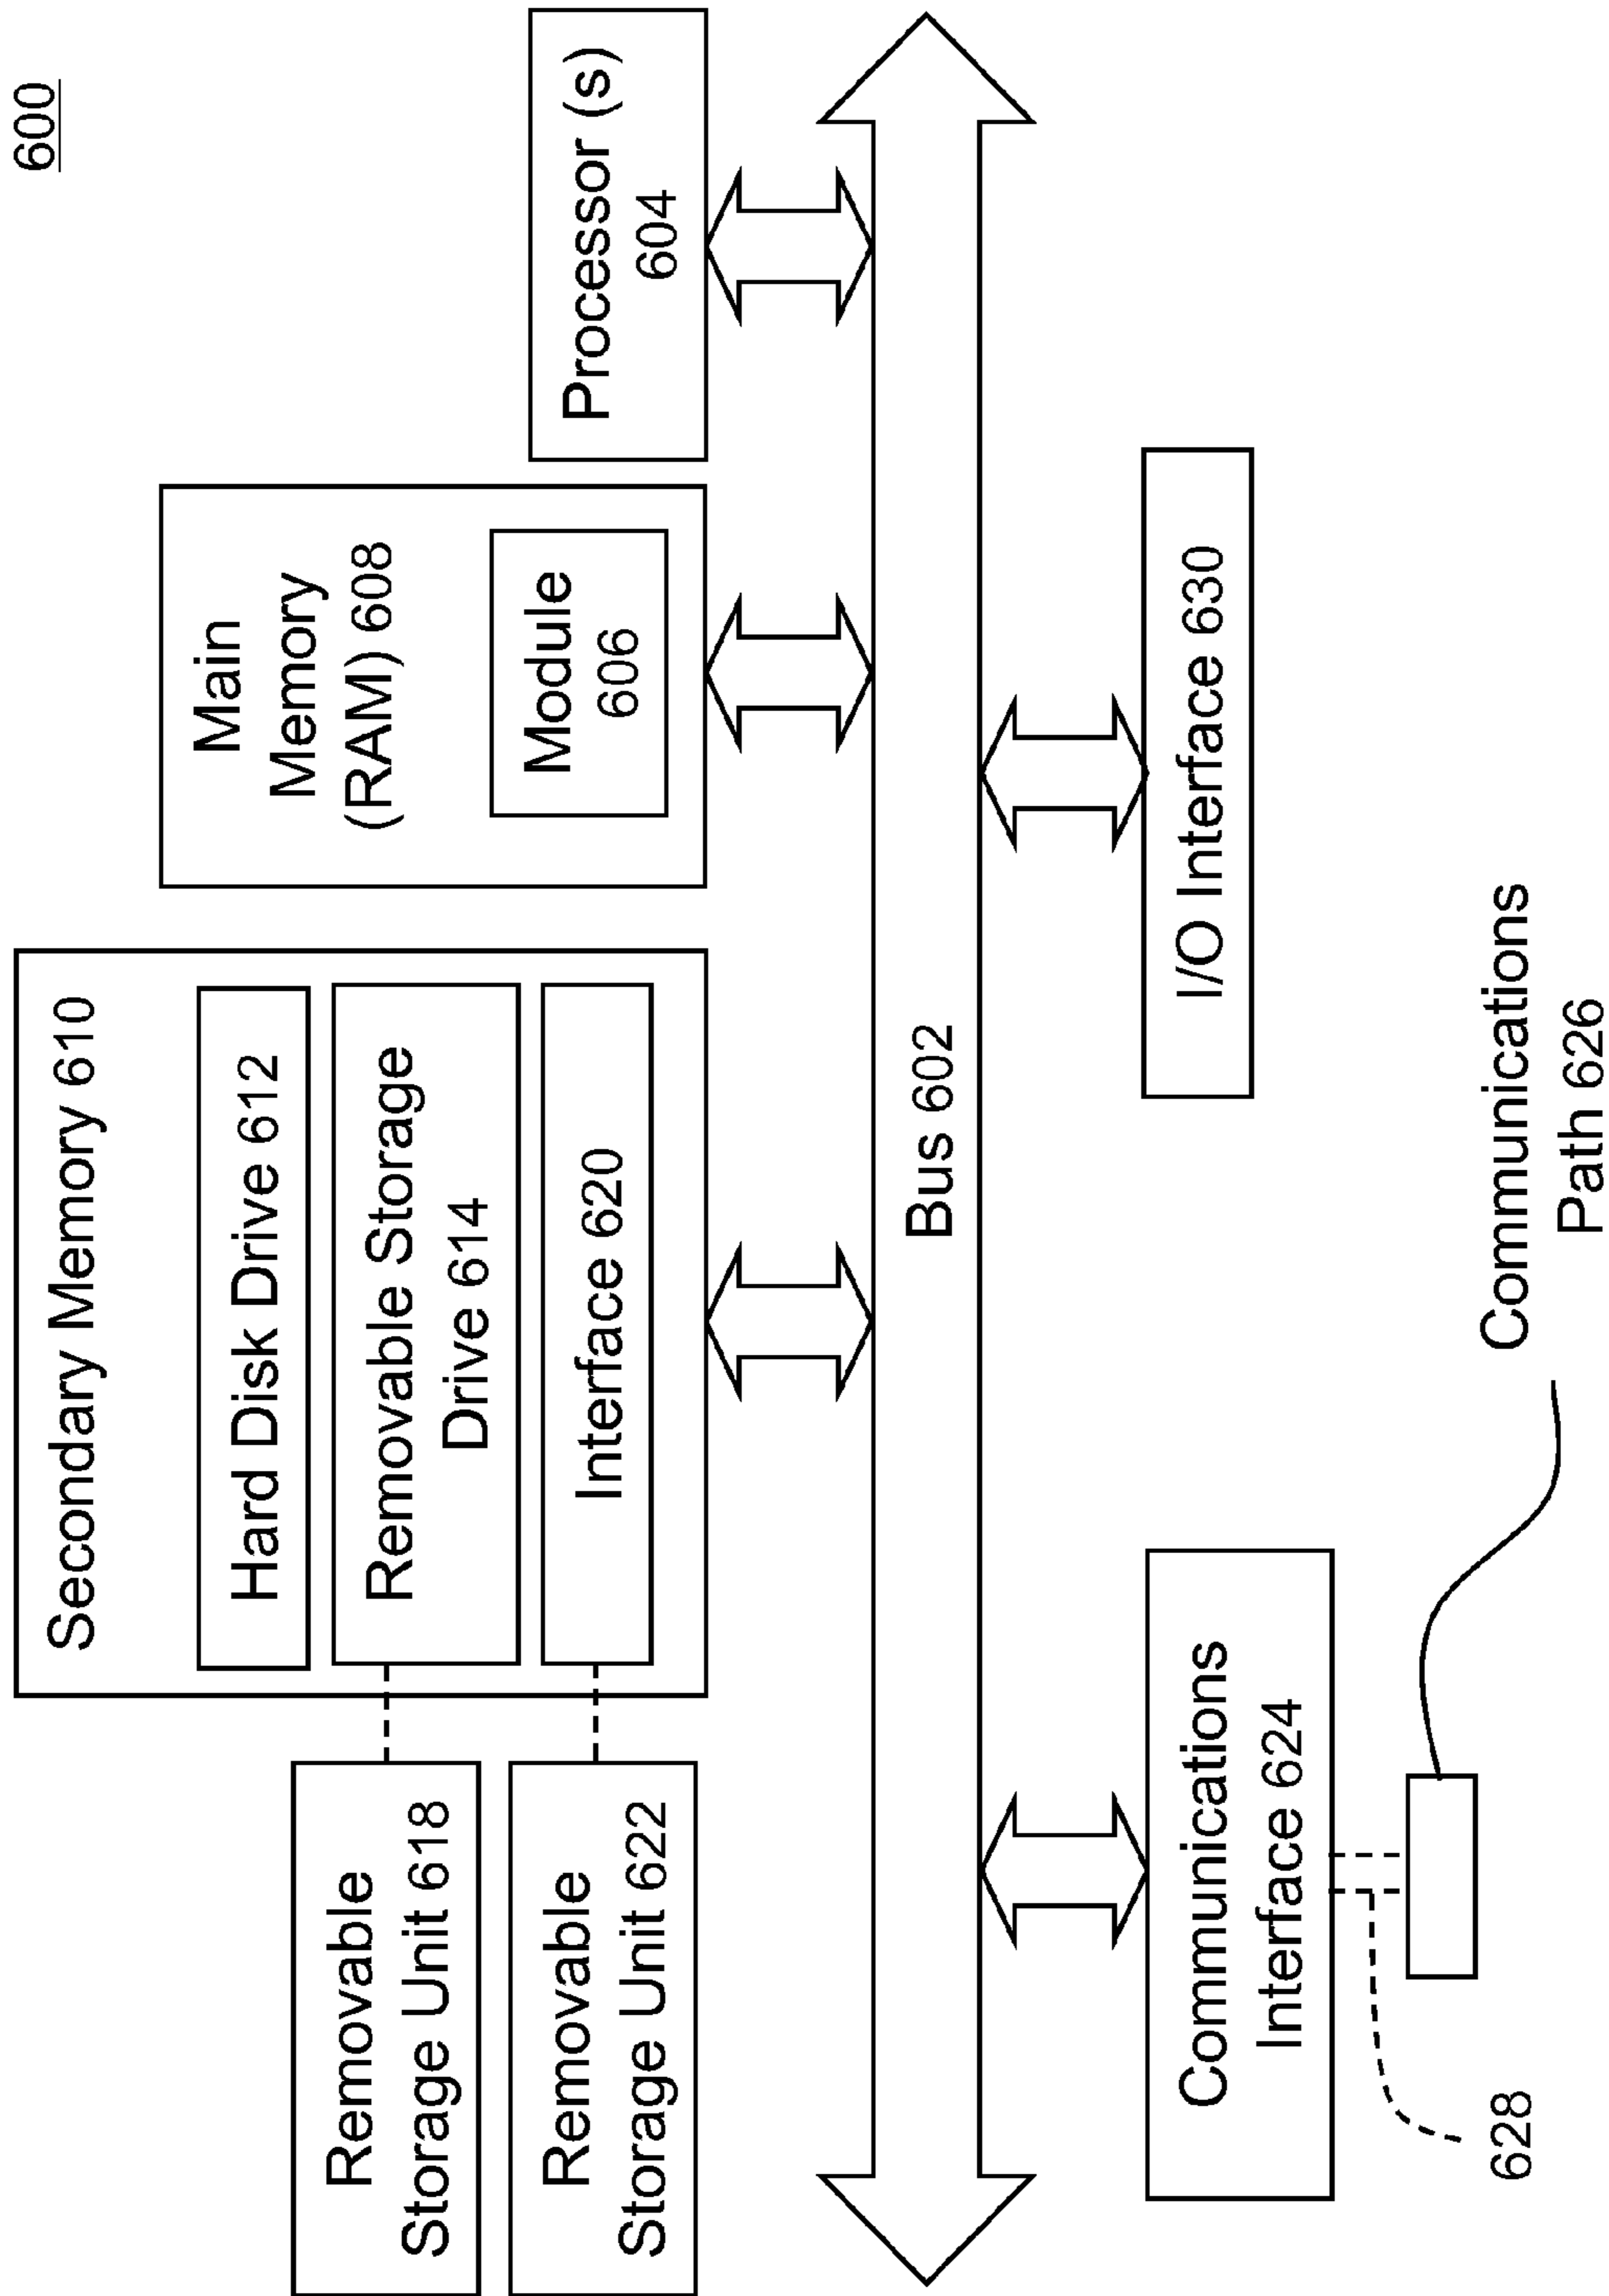 600
Secondary Memory 610
Hard Disk Drive 612
Removable Storage
Drive 614
Interface 620
Removable
Storage Unit 618
Removable
Storage Unit 622
Main
Memory
(RAM) 608
Module
606
Processor (s)
604
Bus 602
Communications
Interface 624
I/O Interface 630
628
Communications
Path 626